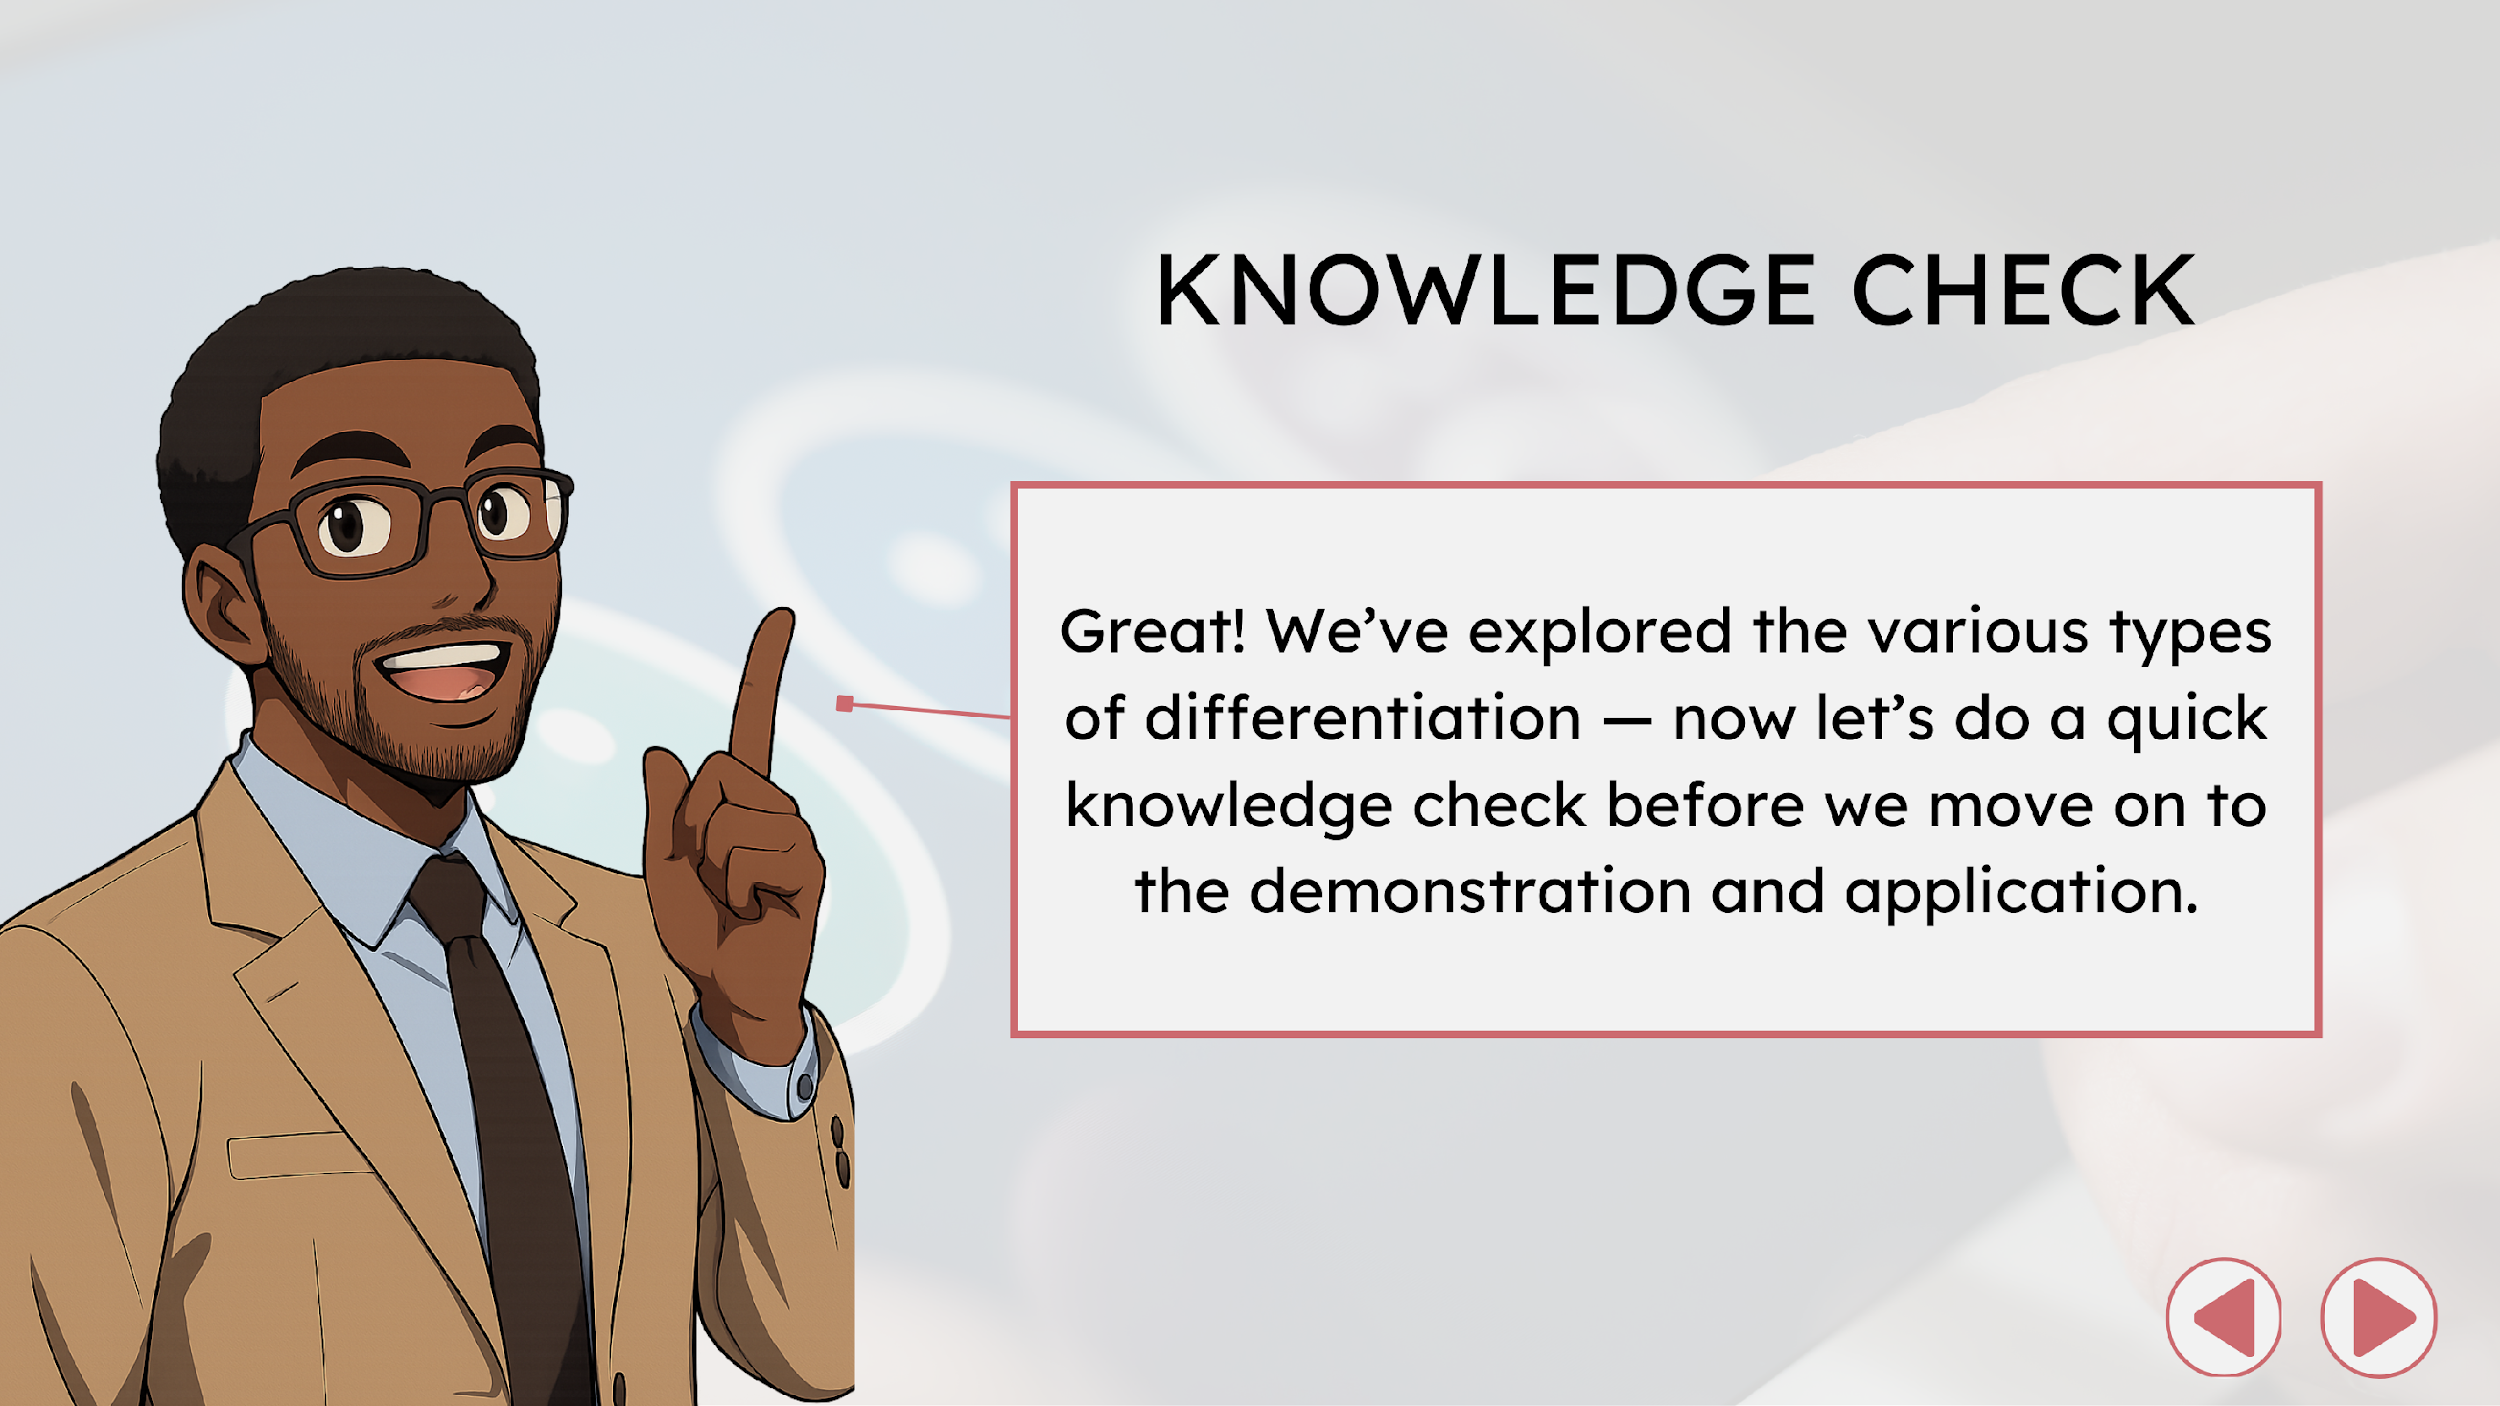 KNOWLEDGE CHECK
Great! We’ve explored the various types
of differentiation — now let’s do a quick
knowledge check before we move on to
the demonstration and application.